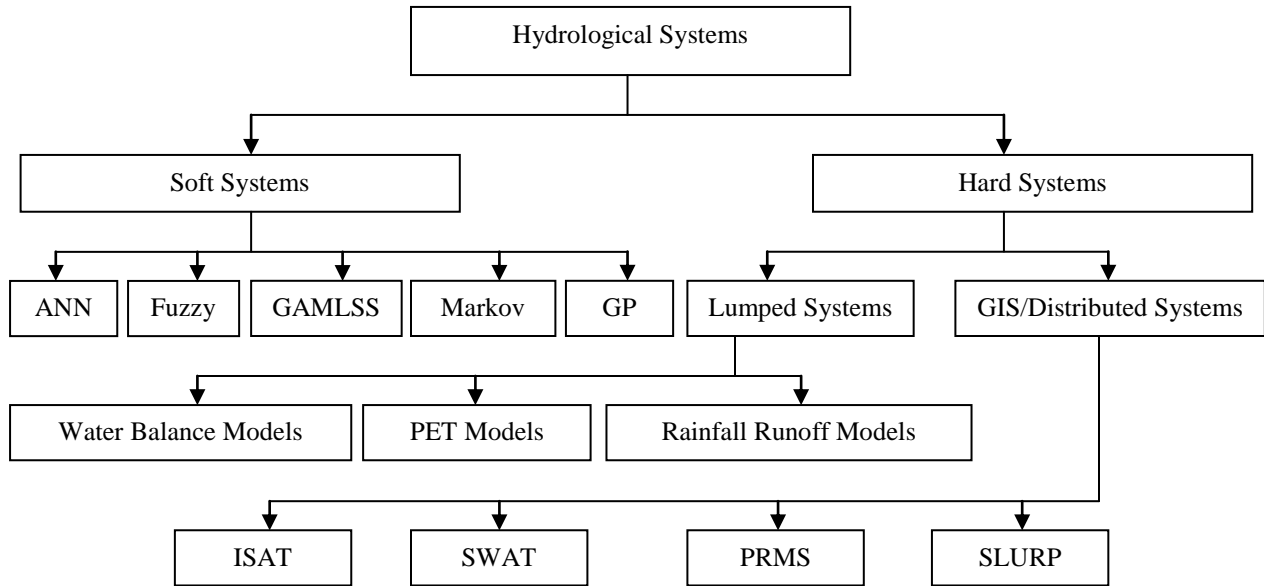 Hydrological Systems
Soft Systems
Hard Systems
ANN
Fuzzy
GAMLSS
Markov
GP
Lumped Systems
GIS/Distributed Systems
Water Balance Models
PET Models
Rainfall Runoff Models
ISAT
SWAT
PRMS
SLURP